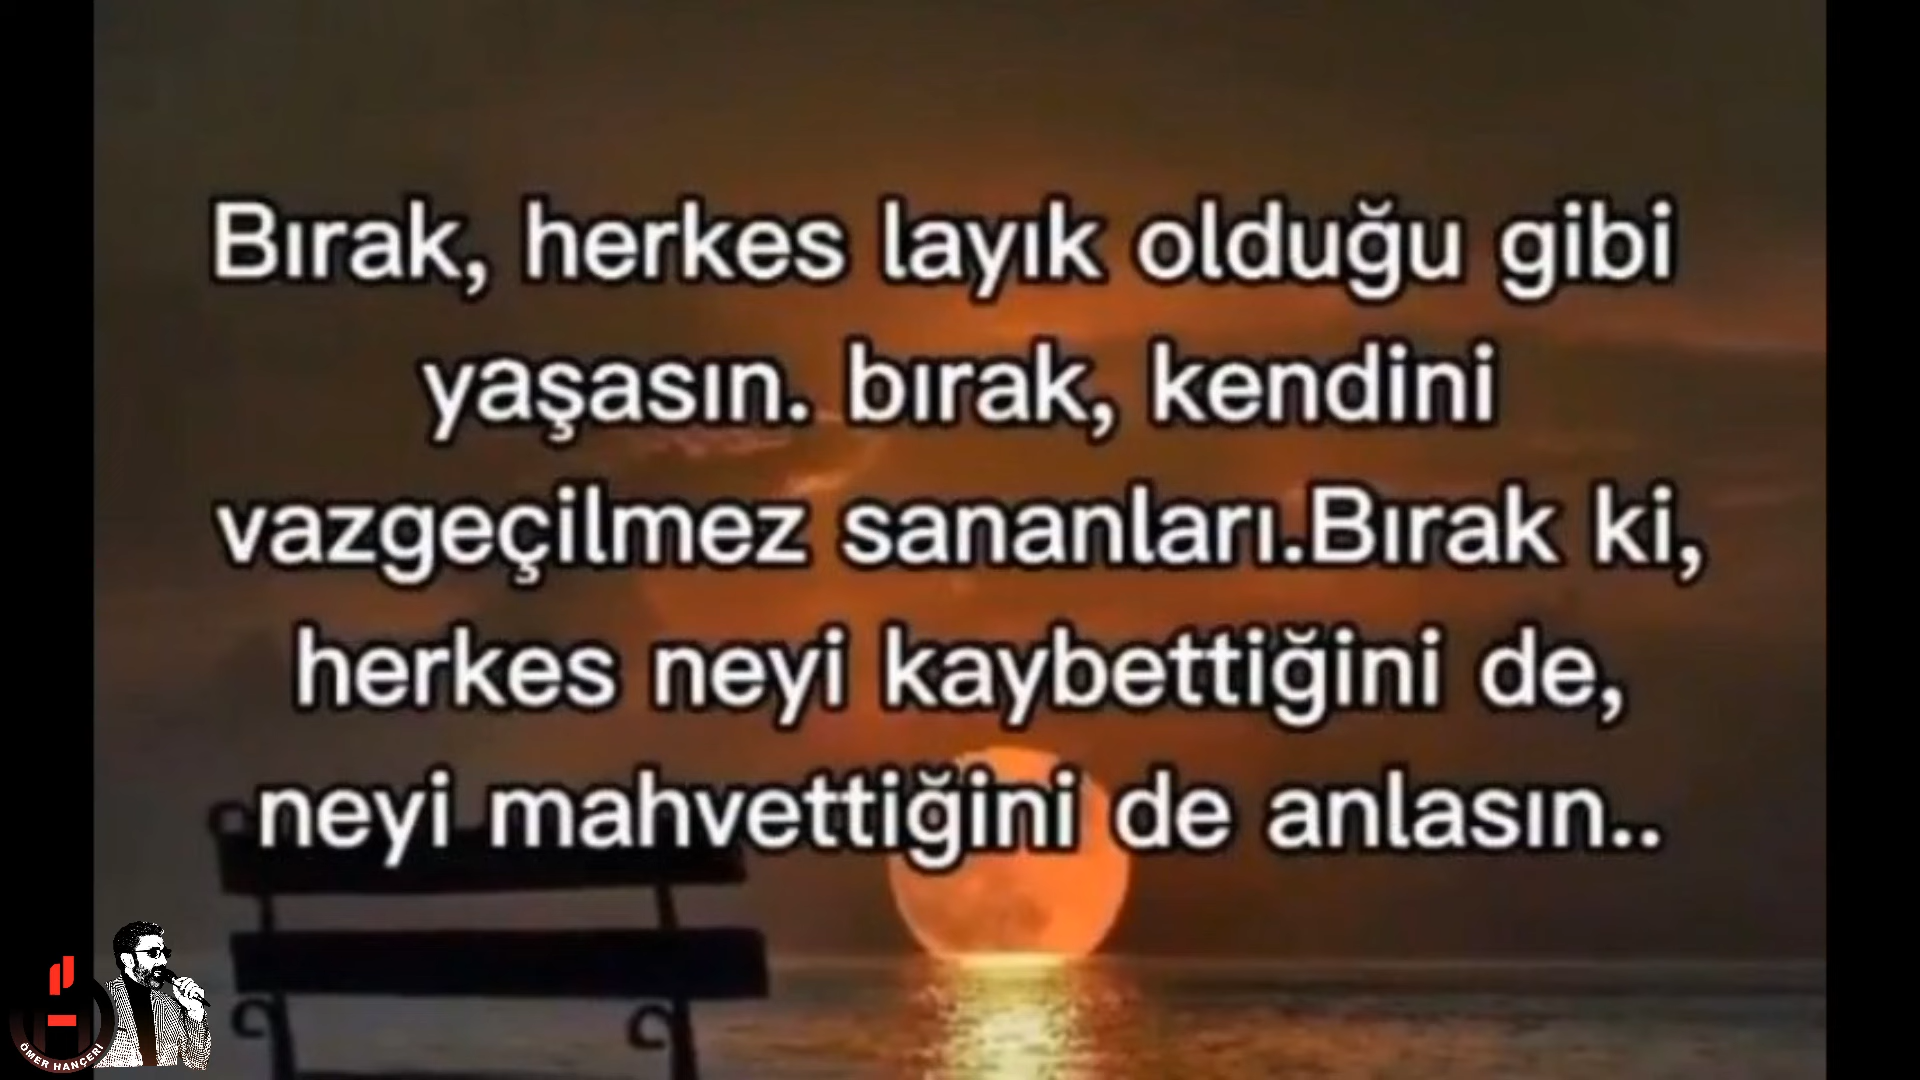 Bırak, herkes layık olduğu gibi
yaşasın. bırak, kendini
vazgeçilmez sananları.Bırak ki,
herkes neyi kaybettiğini de,
neyi mahvettiğini de anlasın..
ÖMER HANÇERİ